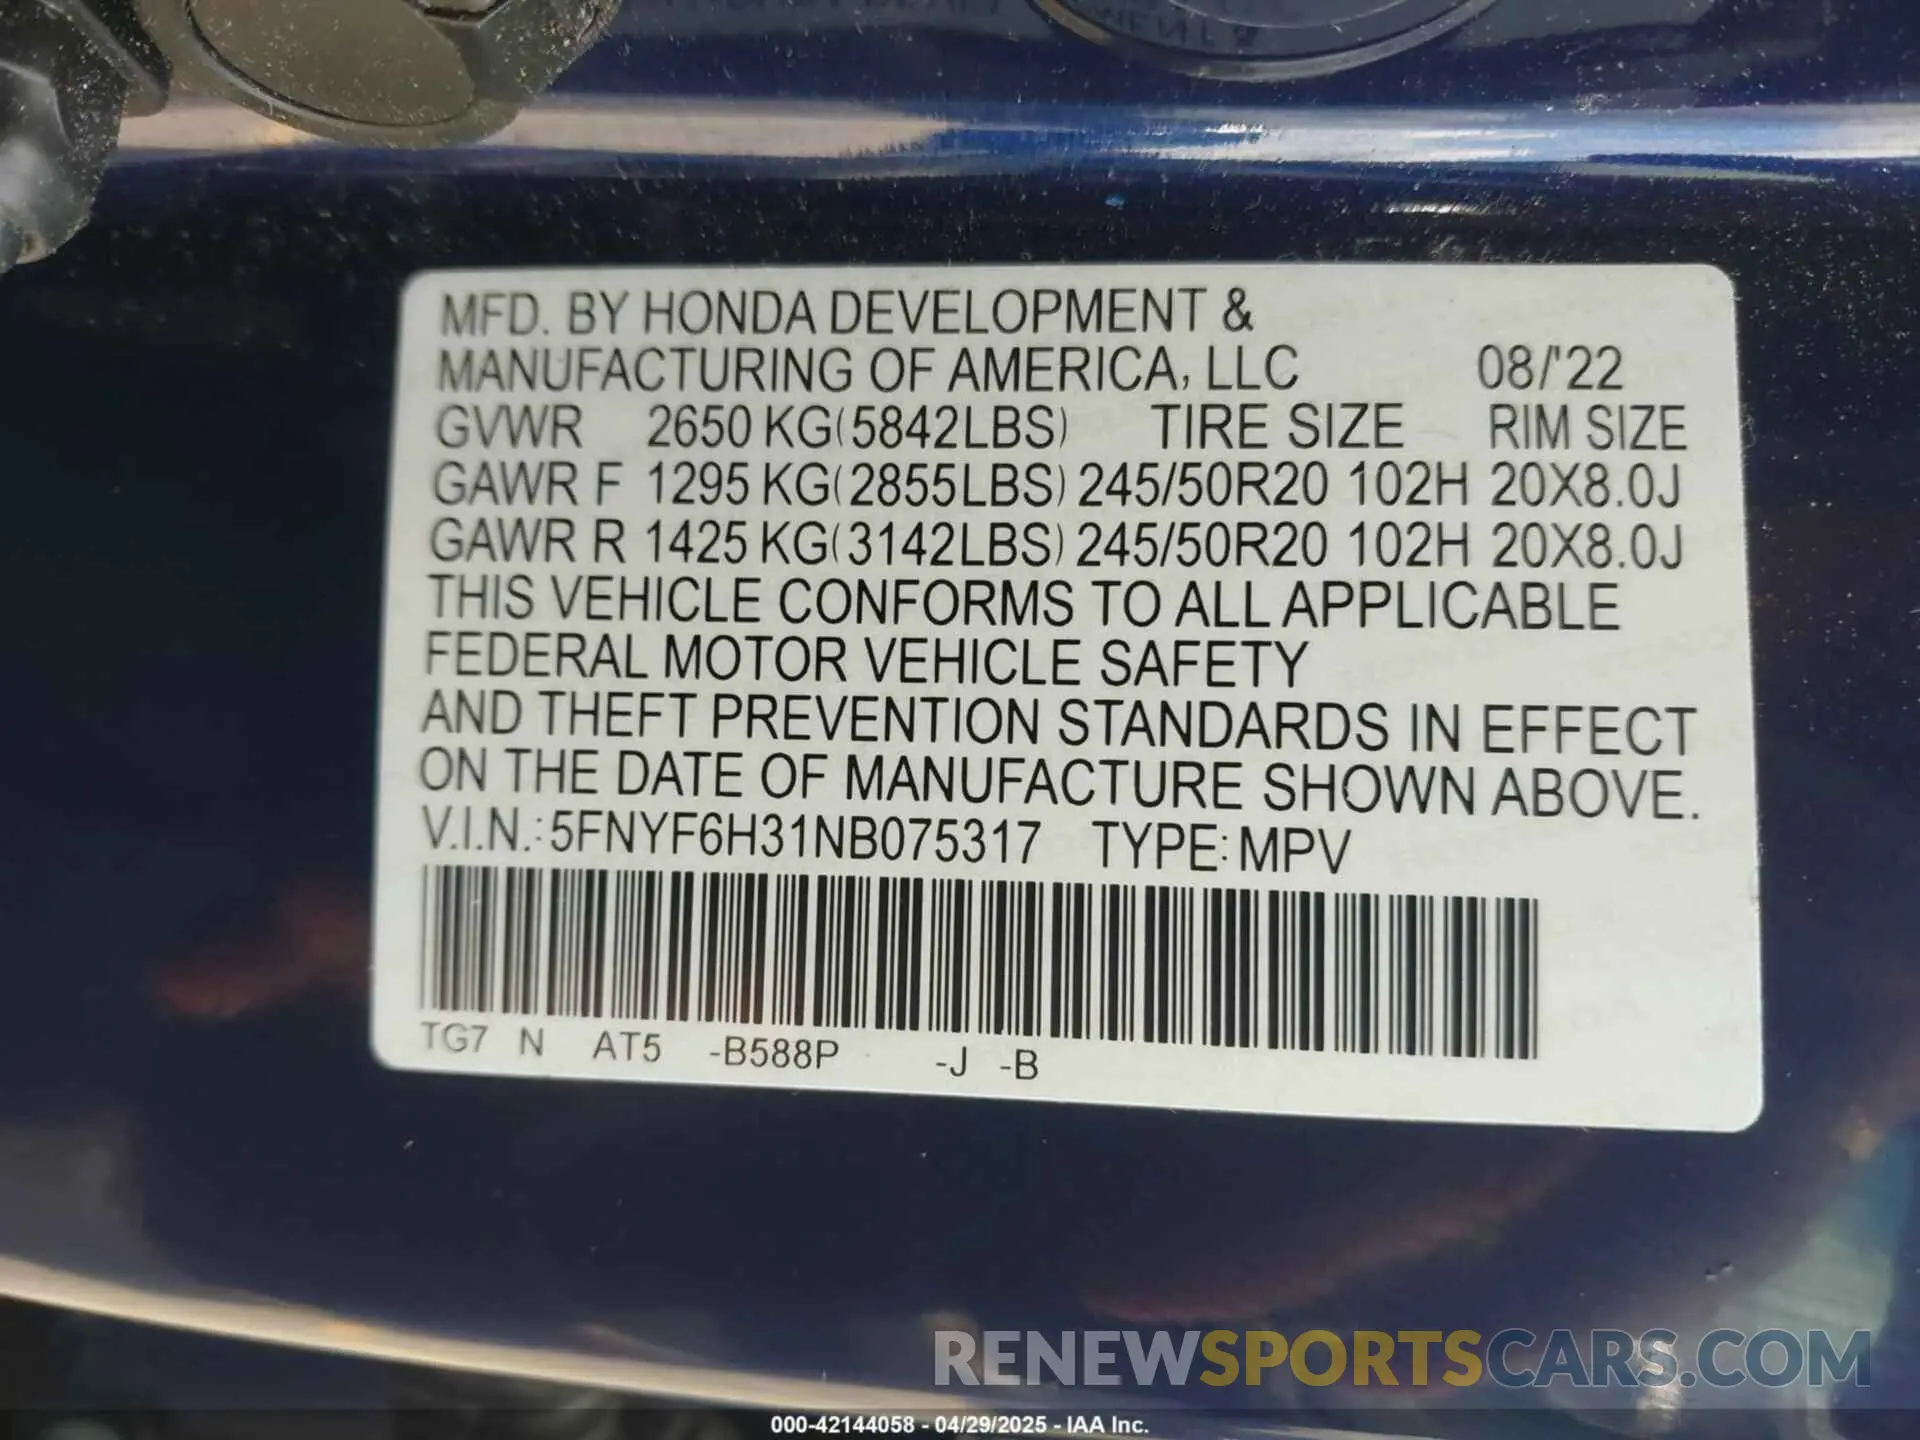 MFD. BY HONDA DEVELOPMENT &
MANUFACTURING OF AMERICA, LLC 08/'22
GVWR 2650 KG(5842LBS) TIRE SIZE RIM SIZE
GAWR F 1295 KG(2855LBS) 245/50R20 102H 20X8.0J
GAWR R 1425 KG(3142LBS) 245/50R20 102H 20X8.0J
THIS VEHICLE CONFORMS TO ALL APPLICABLE
FEDERAL MOTOR VEHICLE SAFETY
AND THEFT PREVENTION STANDARDS IN EFFECT
ON THE DATE OF MANUFACTURE SHOWN ABOVE.
V.I.N.: 5FNYF6H31NB075317 TYPE: MPV
TG7 N AT5 -B588P -J -B
RENEWSPORTSCARS.COM
000-42144058 - 04/29/2025 - IAA Inc.